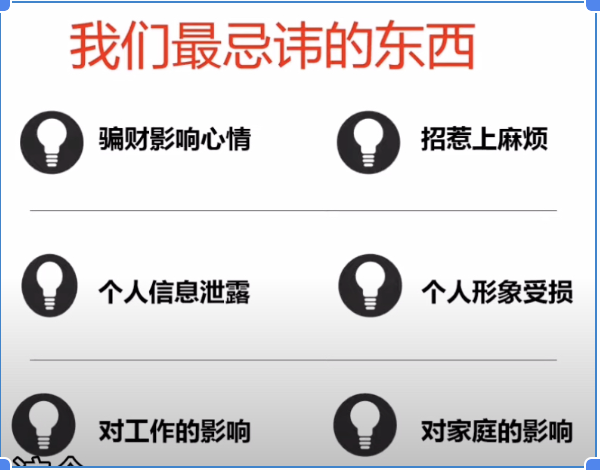 我们最忌讳的东西
骗财影响心情
招惹上麻烦
个人信息泄露
个人形象受损
对工作的影响
对家庭的影响